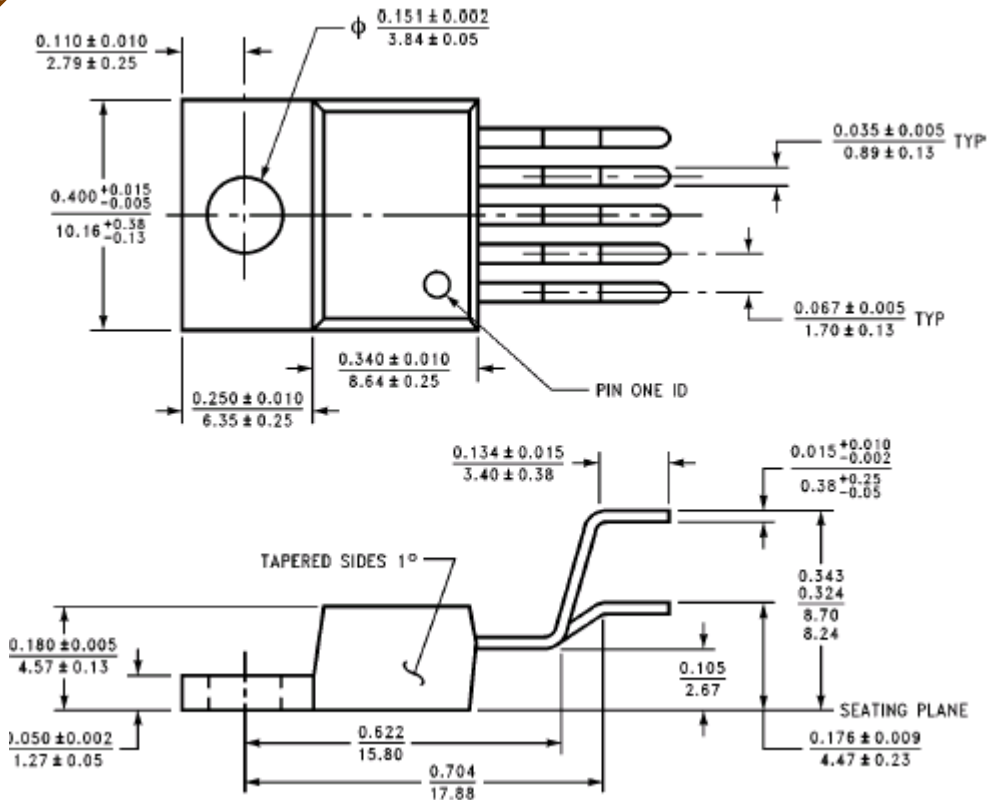 ϕ 0.151 ± 0.002
3.84 ± 0.05
0.110 ± 0.010
2.79 ± 0.25
0.035 ± 0.005 TYP
0.89 ± 0.13
0.400 +0.015 -0.005
10.16 +0.38 -0.13
0.067 ± 0.005 TYP
1.70 ± 0.13
0.340 ± 0.010
8.64 ± 0.25
PIN ONE ID
0.250 ± 0.010
6.35 ± 0.25
0.134 ± 0.015
3.40 ± 0.38
0.015 +0.010 -0.002
0.38 +0.25 -0.05
TAPERED SIDES 1°
0.343
0.324
8.70
8.24
0.180 ± 0.005
4.57 ± 0.13
0.105
2.67
SEATING PLANE
.050 ± 0.002
1.27 ± 0.05
0.622
15.80
0.176 ± 0.009
4.47 ± 0.23
0.704
17.88